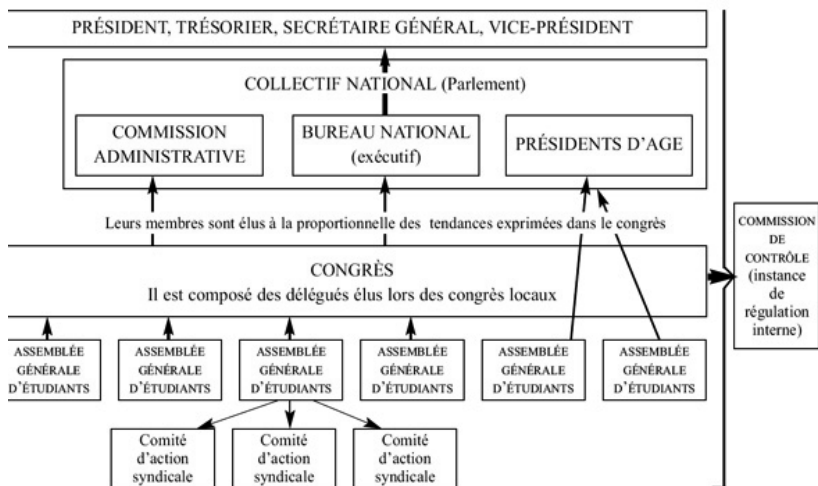 PRÉSIDENT, TRÉSORIER, SECRÉTAIRE GÉNÉRAL, VICE-PRÉSIDENT
COLLECTIF NATIONAL (Parlement)
COMMISSION
ADMINISTRATIVE
BUREAU NATIONAL
(exécutif)
PRÉSIDENTS D'AGE
Leurs membres sont élus à la proportionnelle des tendances exprimées dans le congrès
CONGRÈS
Il est composé des délégués élus lors des congrès locaux
COMMISSION
DE
CONTRÔLE
(instance
de
régulation
interne)
ASSEMBLÉE
GÉNÉRALE
D'ÉTUDIANTS
ASSEMBLÉE
GÉNÉRALE
D'ÉTUDIANTS
ASSEMBLÉE
GÉNÉRALE
D'ÉTUDIANTS
ASSEMBLÉE
GÉNÉRALE
D'ÉTUDIANTS
ASSEMBLÉE
GÉNÉRALE
D'ÉTUDIANTS
ASSEMBLÉE
GÉNÉRALE
D'ÉTUDIANTS
Comité
d'action
syndicale
Comité
d'action
syndicale
Comité
d'action
syndicale